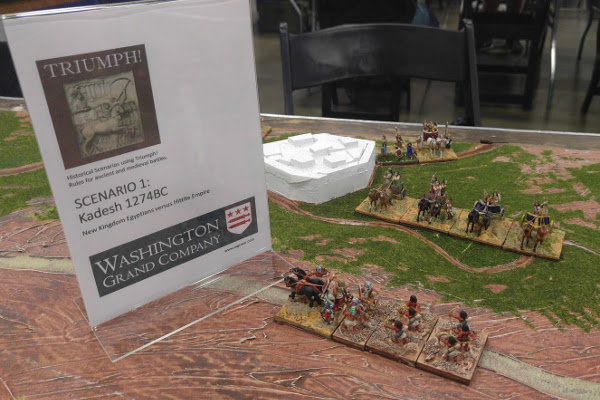 TRIUMPH!
Historical Scenarios using Triumph!
Rules for ancient and medieval battles.
SCENARIO 1:
Kadesh 1274BC
New Kingdom Egyptians versus Hittite Empire
WASHINGTON
GRAND COMPANY